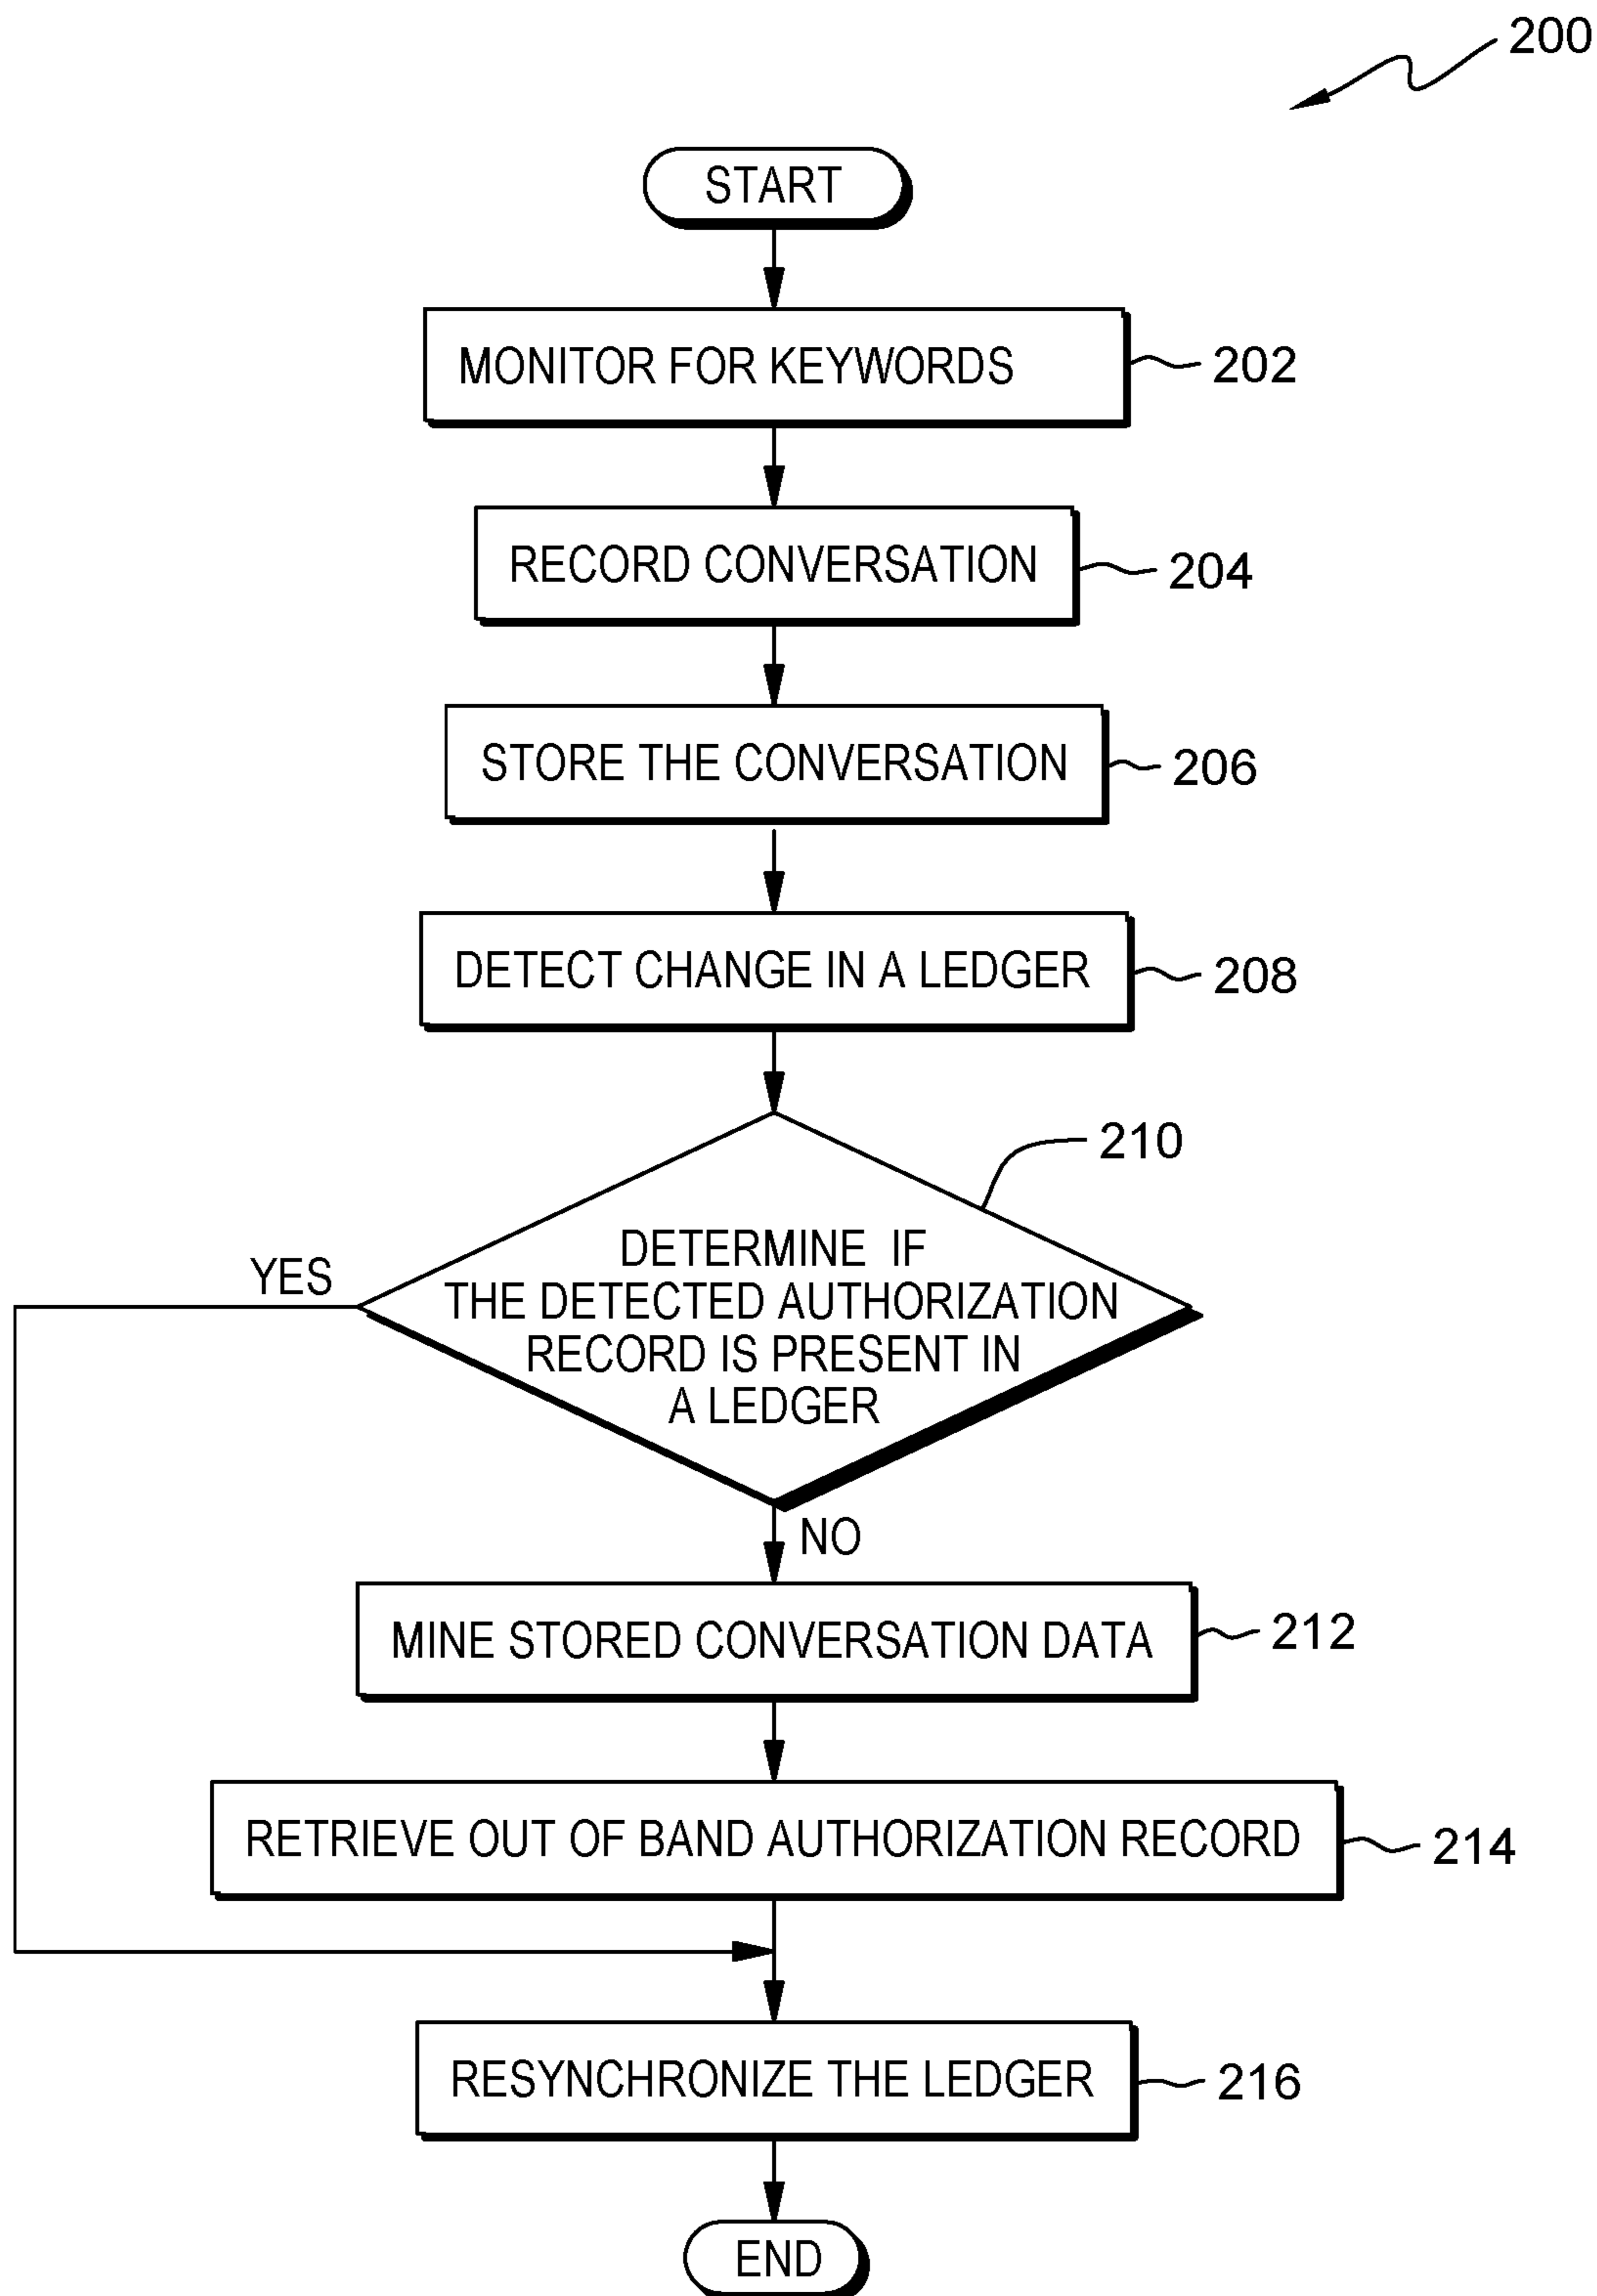 200
START
MONITOR FOR KEYWORDS
202
RECORD CONVERSATION
204
STORE THE CONVERSATION
206
DETECT CHANGE IN A LEDGER
208
210
DETERMINE IF
THE DETECTED AUTHORIZATION
RECORD IS PRESENT IN
A LEDGER
YES
NO
MINE STORED CONVERSATION DATA
212
RETRIEVE OUT OF BAND AUTHORIZATION RECORD
214
RESYNCHRONIZE THE LEDGER
216
END